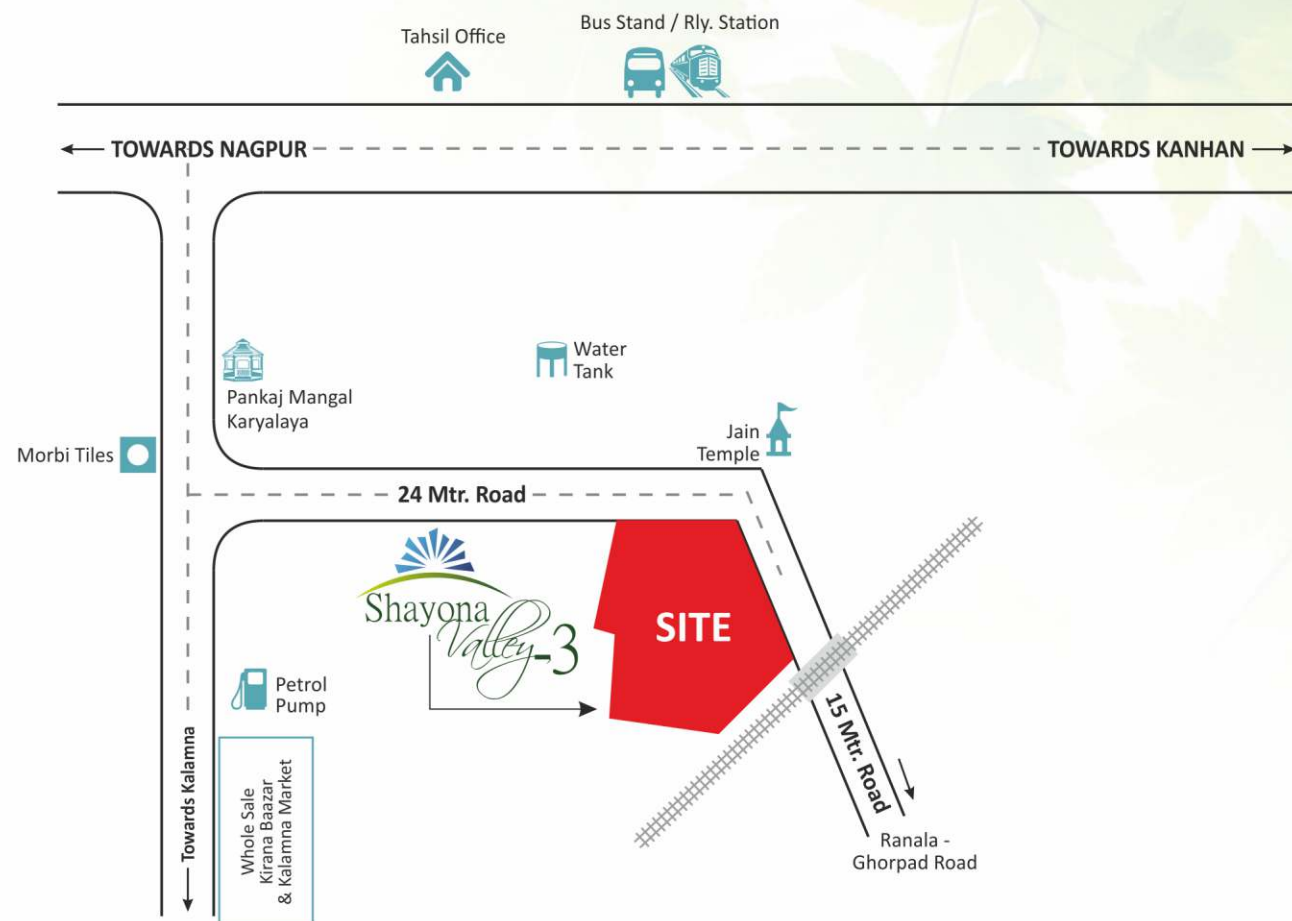 Bus Stand / Rly. Station
Tahsil Office
TOWARDS NAGPUR
TOWARDS KANHAN
Water
Tank
Pankaj Mangal
Karyalaya
Morbi Tiles
Jain
Temple
24 Mtr. Road
Shayona
Valley-3
SITE
Petrol
Pump
15 Mtr. Road
Towards Kalamna
Whole Sale
Kirana Baazar
& Kalamna Market
Ranala -
Ghorpad Road